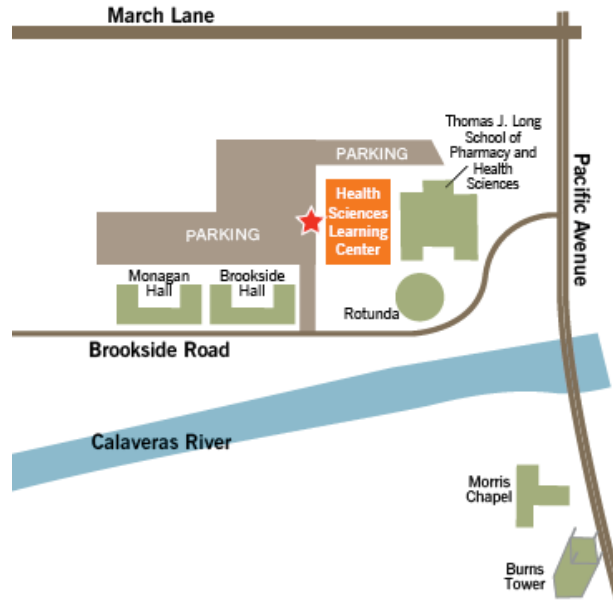 March Lane
Thomas J. Long
School of
Pharmacy and
Health
Sciences
PARKING
Pacific Avenue
Health
Sciences
Learning
Center
PARKING
Monagan
Hall
Brookside
Hall
Rotunda
Brookside Road
Calaveras River
Morris
Chapel
Burns
Tower